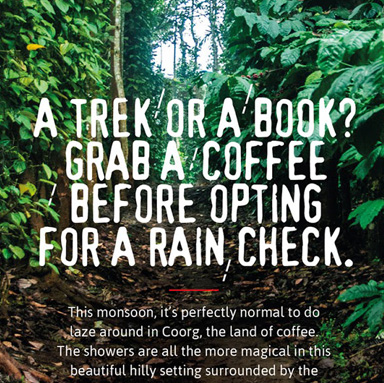 A TREK OR A BOOK?
GRAB A COFFEE
BEFORE OPTING
FOR A RAIN CHECK.
This monsoon, it's perfectly normal to do
laze around in Coorg, the land of coffee.
The showers are all the more magical in this
beautiful hilly setting surrounded by the